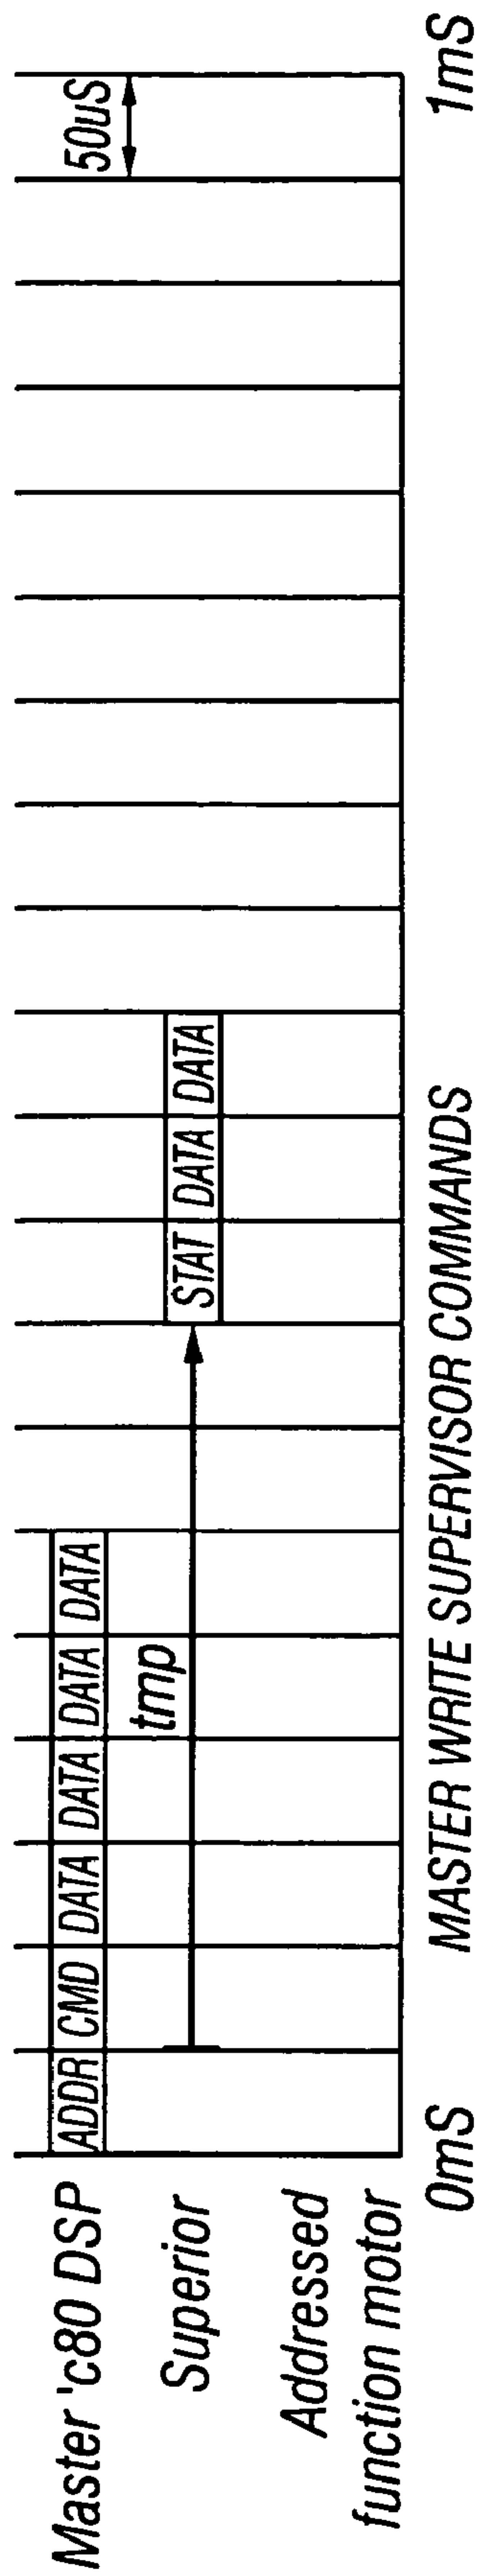 50uS
Master 'c80 DSP ADDR CMD DATA DATA DATA DATA
tmp
Superior STAT DATA DATA
Addressed
function motor
0mS 1mS
MASTER WRITE SUPERVISOR COMMANDS